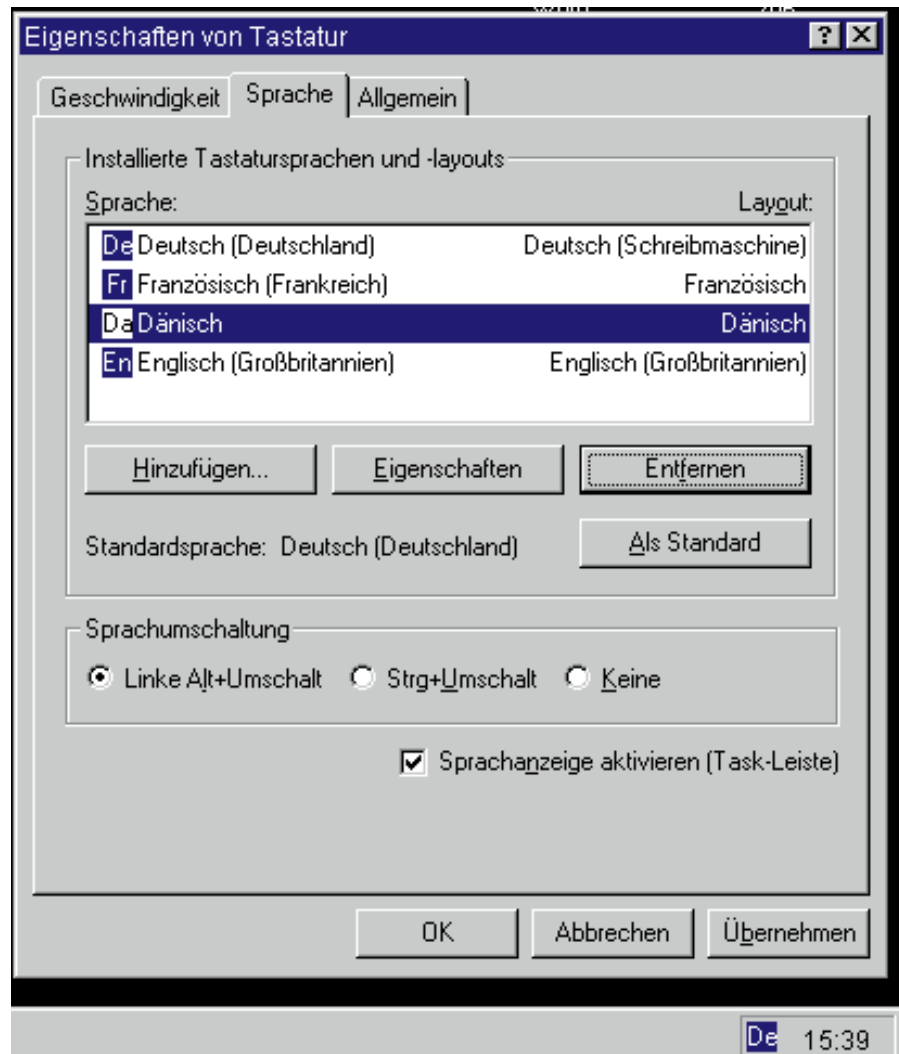 Eigenschaften von Tastatur
Geschwindigkeit Sprache Allgemein
Installierte Tastatursprachen und -layouts
Sprache: Layout:
De Deutsch (Deutschland) Deutsch (Schreibmaschine)
Fr Französisch (Frankreich) Französisch
Da Dänisch Dänisch
En Englisch (Großbritannien) Englisch (Großbritannien)
Hinzufügen... Eigenschaften Entfernen
Standardsprache: Deutsch (Deutschland) Als Standard
Sprachumschaltung
Linke Alt+Umschalt Strg+Umschalt Keine
Sprachanzeige aktivieren (Task-Leiste)
OK Abbrechen Übernehmen
De 15:39